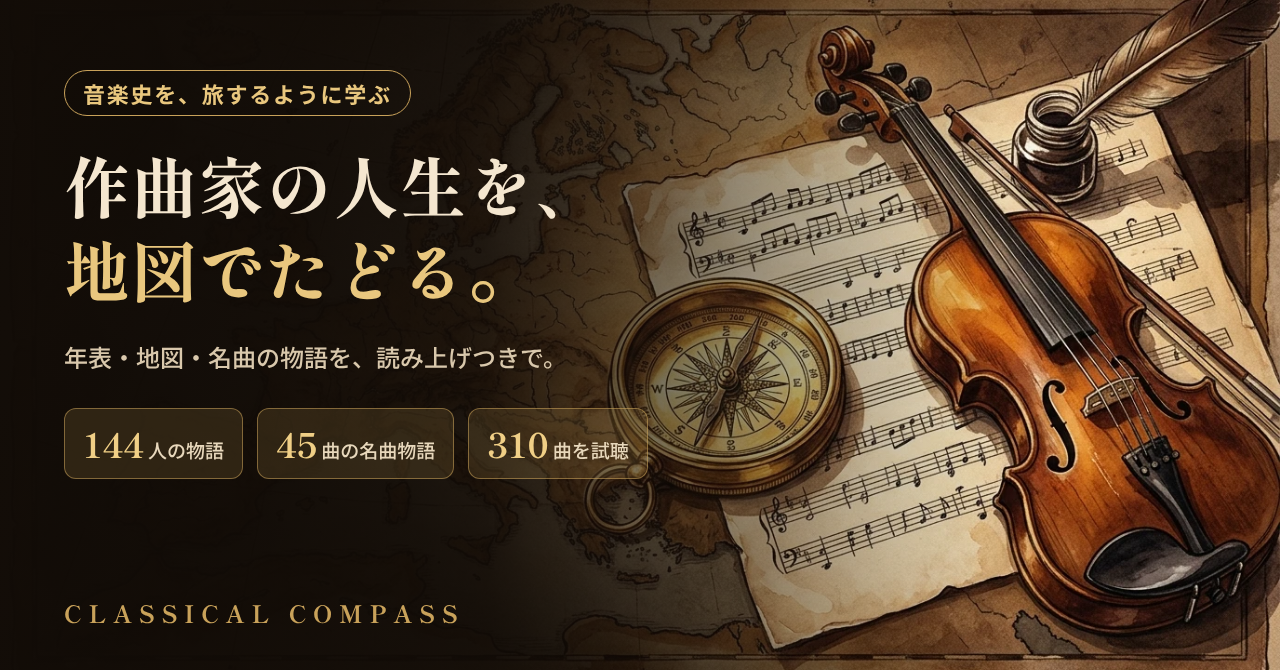 音楽史を、旅するように学ぶ
作曲家の人生を、
地図でたどる。
年表・地図・名曲の物語を、読み上げつきで。
144人の物語
45曲の名曲物語
310曲を試聴
CLASSICAL COMPASS